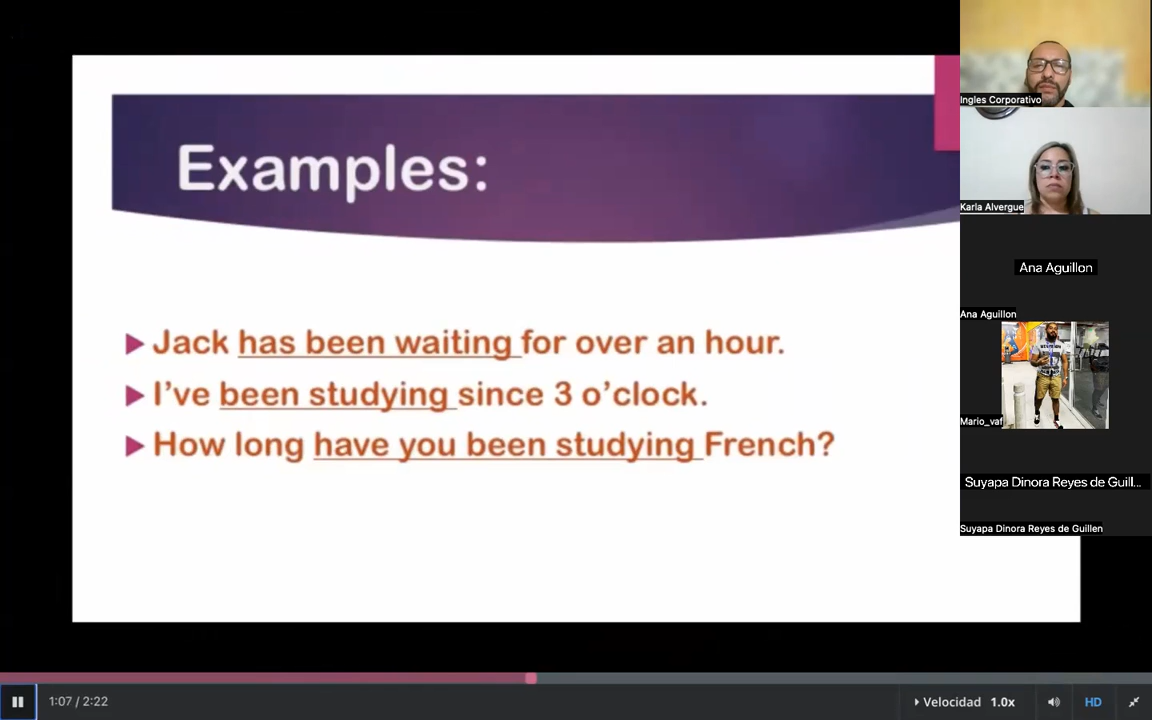 Examples:
Jack has been waiting for over an hour.
I've been studying since 3 o'clock.
How long have you been studying French?
Ingles Corporativo
Karla Alvergue
Ana Aguillon
Ana Aguillon
Mario_vaf
Suyapa Dinora Reyes de Guill...
Suyapa Dinora Reyes de Guillen
1:07 / 2:22
Velocidad 1.0x
HD